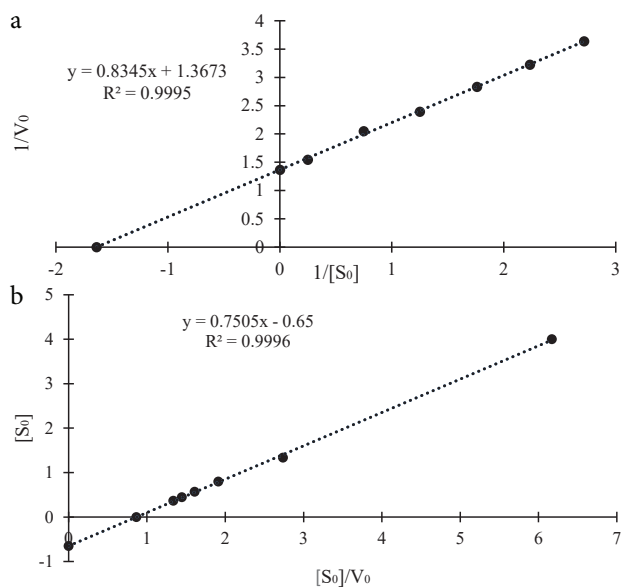 a
4
3.5
y = 0.8345x + 1.3673
R² = 0.9995
3
2.5
1/V₀
2
1.5
1
0.5
0
-2 -1 0 1 2 3
1/[S₀]
b
5
y = 0.7505x - 0.65
R² = 0.9996
4
3
[S₀]
2
1
0
0 1 2 3 4 5 6 7
-1
[S₀]/V₀